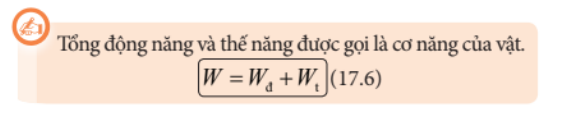 Tổng động năng và thế năng được gọi là cơ năng của vật.
W = Wđ + Wt (17.6)